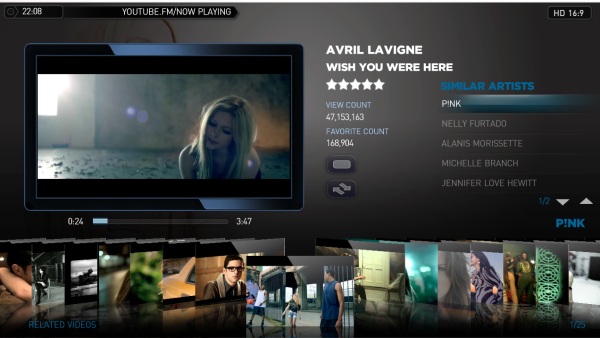 22:08
YOUTUBE.FM/NOW PLAYING
HD 16:9
AVRIL LAVIGNE
WISH YOU WERE HERE
VIEW COUNT
47,153,163
FAVORITE COUNT
168,904
SIMILAR ARTISTS
P!NK
NELLY FURTADO
ALANIS MORISSETTE
MICHELLE BRANCH
JENNIFER LOVE HEWITT
1/2
0:24
3:47
P!NK
RELATED VIDEOS
1/25